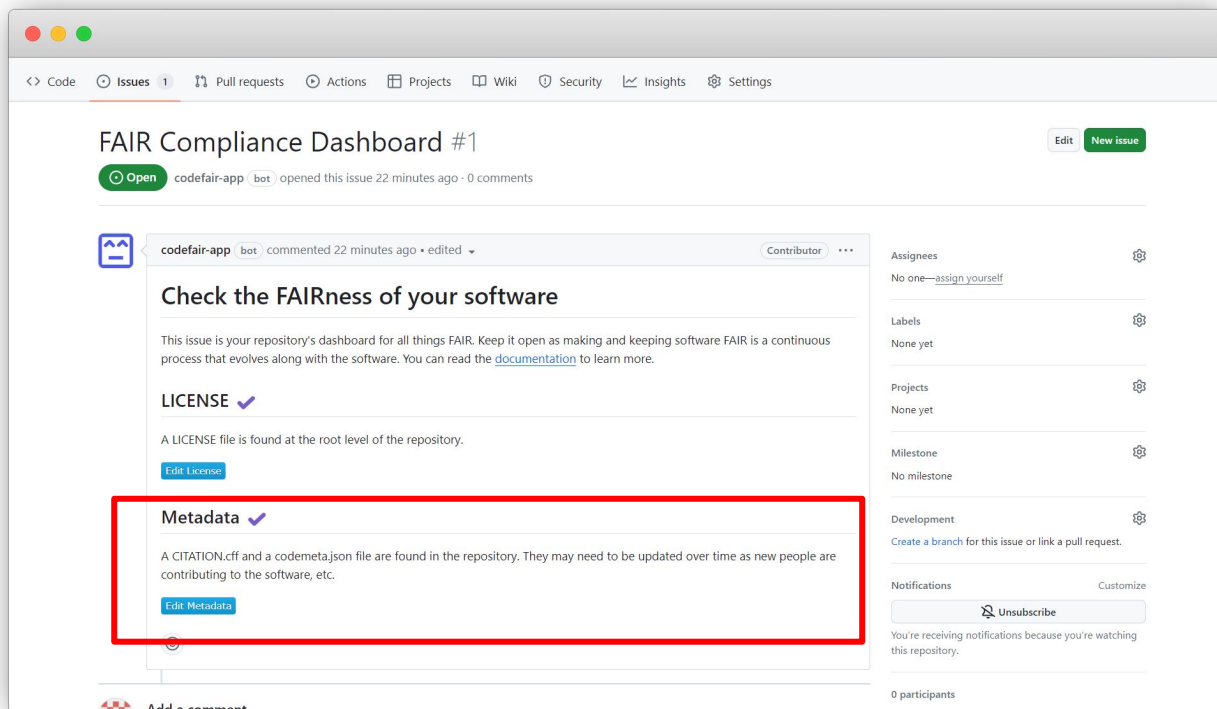 Code Issues 1 Pull requests Actions Projects Wiki Security Insights Settings
FAIR Compliance Dashboard #1
Edit New issue
Open codefair-app bot opened this issue 22 minutes ago · 0 comments
codefair-app bot commented 22 minutes ago • edited
Contributor
Check the FAIRness of your software
This issue is your repository's dashboard for all things FAIR. Keep it open as making and keeping software FAIR is a continuous
process that evolves along with the software. You can read the documentation to learn more.
LICENSE
A LICENSE file is found at the root level of the repository.
Edit License
Metadata
A CITATION.cff and a codemeta.json file are found in the repository. They may need to be updated over time as new people are
contributing to the software, etc.
Edit Metadata
Add a comment
Assignees
No one—assign yourself
Labels
None yet
Projects
None yet
Milestone
No milestone
Development
Create a branch for this issue or link a pull request.
Notifications Customize
Unsubscribe
You're receiving notifications because you're watching
this repository.
0 participants